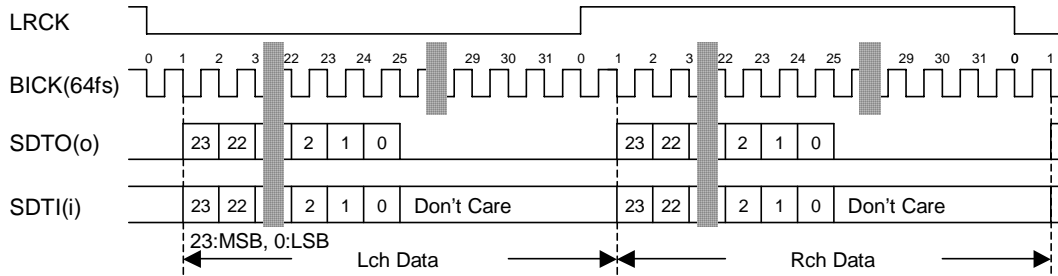 LRCK
0 1 2 3 22 23 24 25 29 30 31 0 1 2 3 22 23 24 25 29 30 31 0 1
BICK(64fs)
SDTO(o) 23 22 2 1 0 23 22 2 1 0
SDTI(i) 23 22 2 1 0 Don't Care 23 22 2 1 0 Don't Care
23:MSB, 0:LSB
Lch Data Rch Data